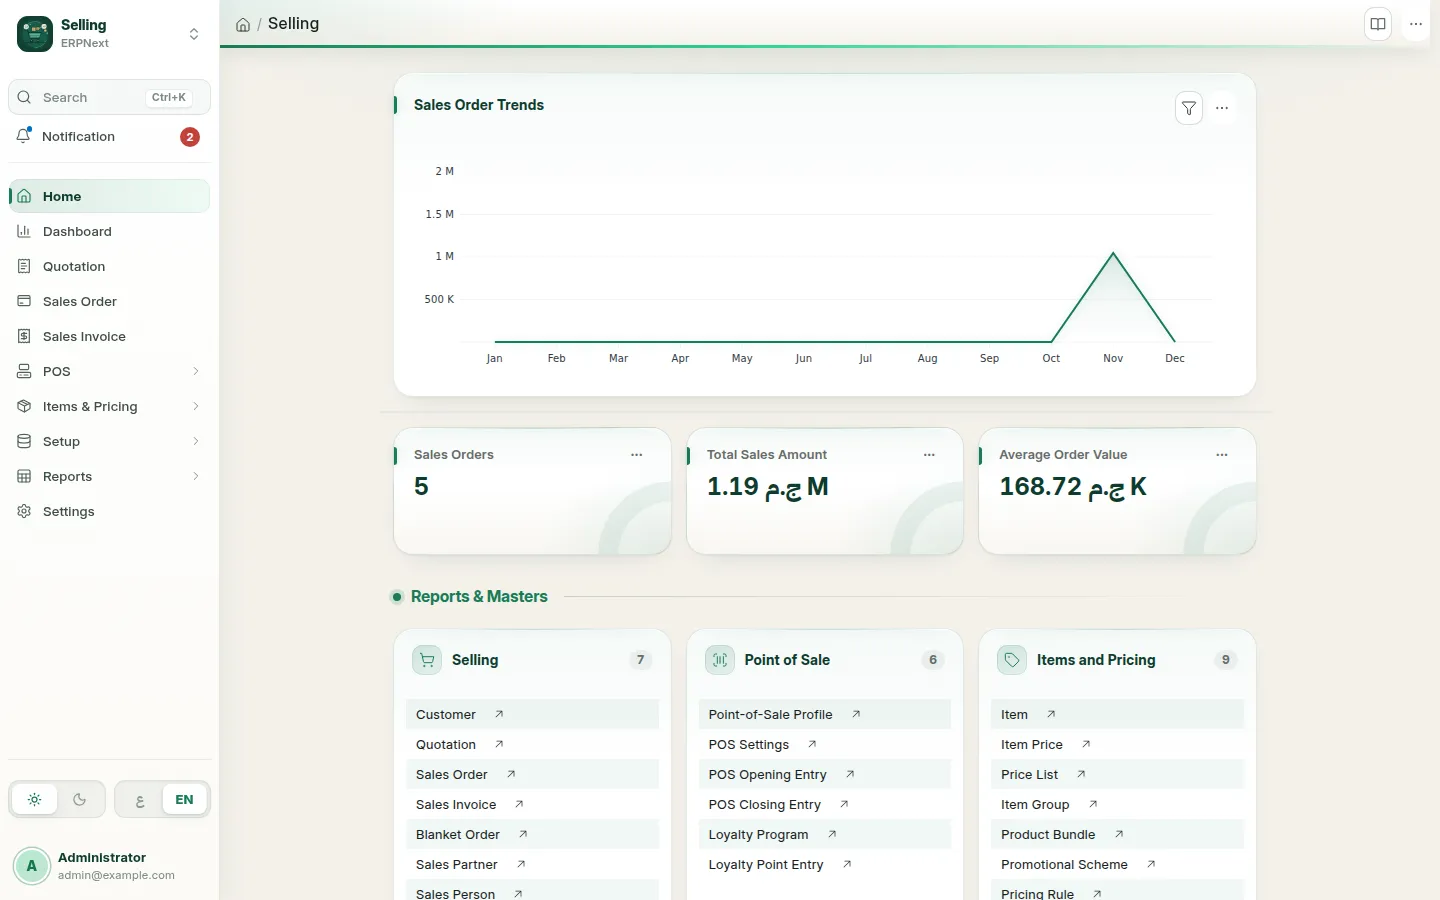 Selling
ERPNext
Search
Ctrl+K
Notification
2
Home
Dashboard
Quotation
Sales Order
Sales Invoice
POS
Items & Pricing
Setup
Reports
Settings
ع
EN
A
Administrator
admin@example.com
/ Selling
Sales Order Trends
2 M
1.5 M
1 M
500 K
Jan Feb Mar Apr May Jun Jul Aug Sep Oct Nov Dec
Sales Orders
5
Total Sales Amount
1.19 ج.م M
Average Order Value
168.72 ج.م K
Reports & Masters
Selling
7
Customer
Quotation
Sales Order
Sales Invoice
Blanket Order
Sales Partner
Sales Person
Point of Sale
6
Point-of-Sale Profile
POS Settings
POS Opening Entry
POS Closing Entry
Loyalty Program
Loyalty Point Entry
Items and Pricing
9
Item
Item Price
Price List
Item Group
Product Bundle
Promotional Scheme
Pricing Rule